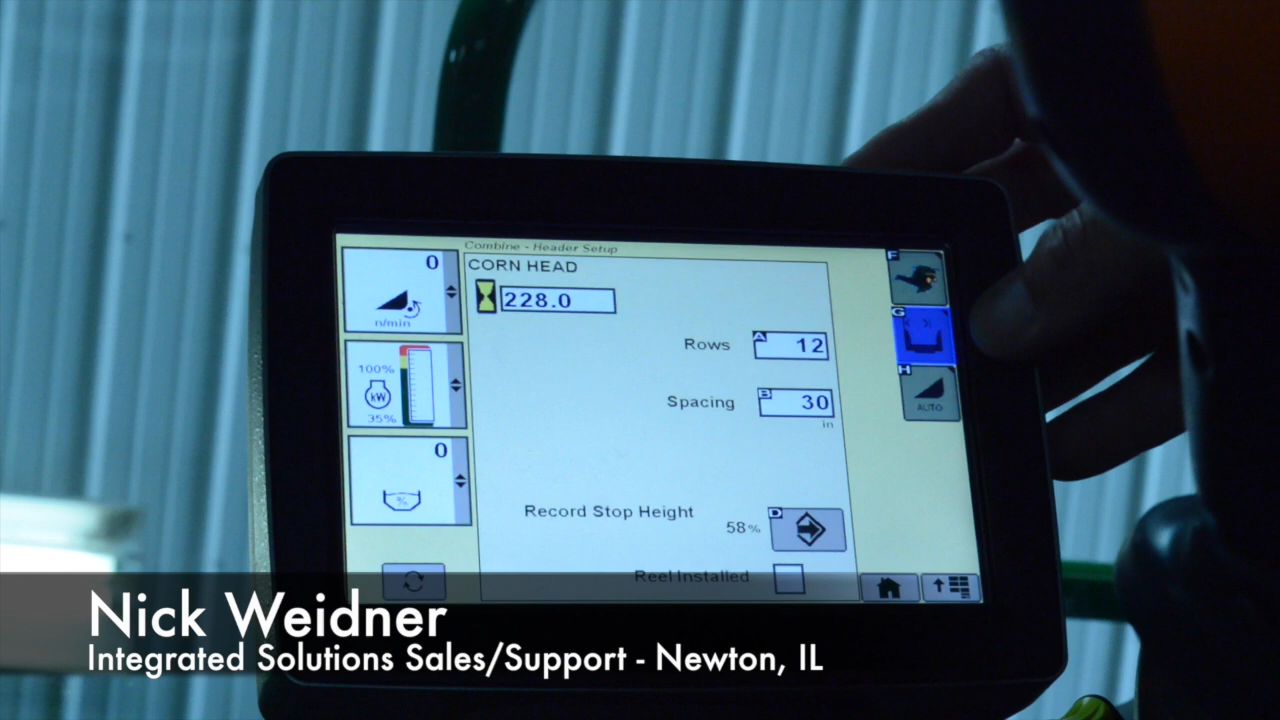 Combine - Header Setup
CORN HEAD
228.0
0
n/min
100%
kW
35%
0
%
Rows
A
12
Spacing
B
30
in
Record Stop Height
58%
D
Reel Installed
F
G
H
AUTO
Nick Weidner
Integrated Solutions Sales/Support - Newton, IL